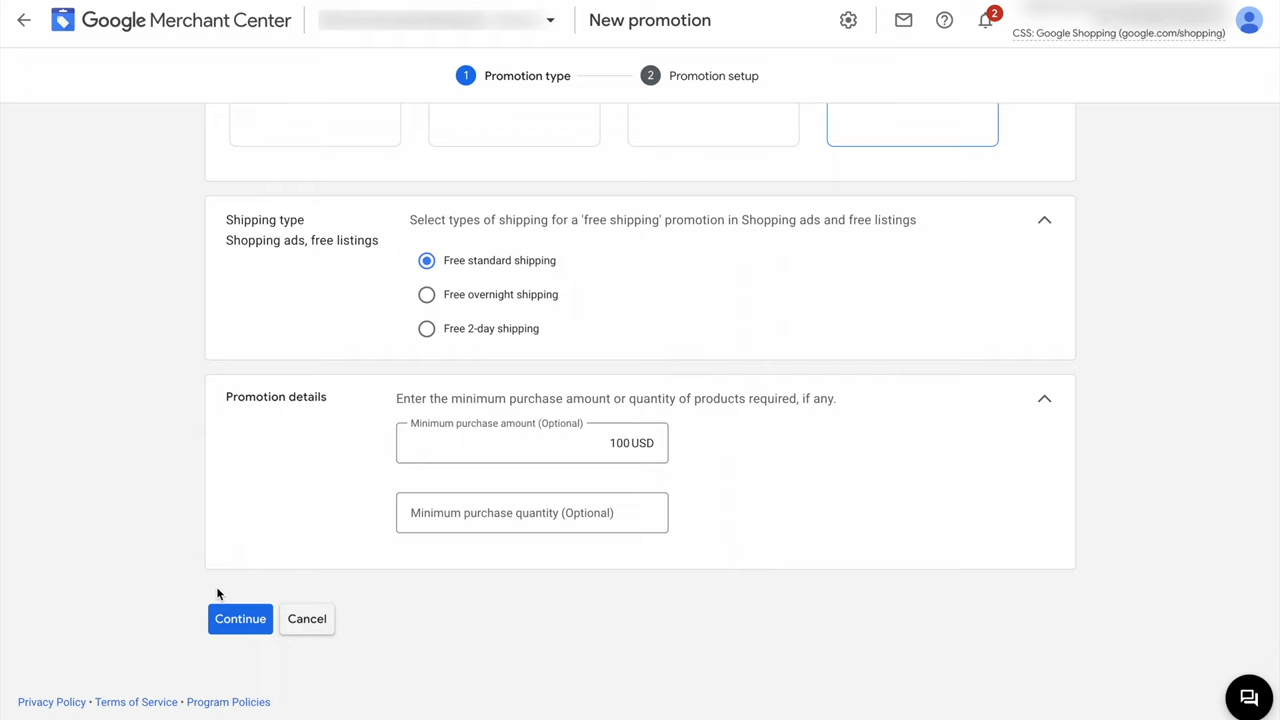 Google Merchant Center
New promotion
2
CSS: Google Shopping (google.com/shopping)
1 Promotion type
2 Promotion setup
Shipping type
Shopping ads, free listings
Select types of shipping for a 'free shipping' promotion in Shopping ads and free listings
Free standard shipping
Free overnight shipping
Free 2-day shipping
Promotion details
Enter the minimum purchase amount or quantity of products required, if any.
Minimum purchase amount (Optional)
100 USD
Minimum purchase quantity (Optional)
Continue
Cancel
Privacy Policy • Terms of Service • Program Policies